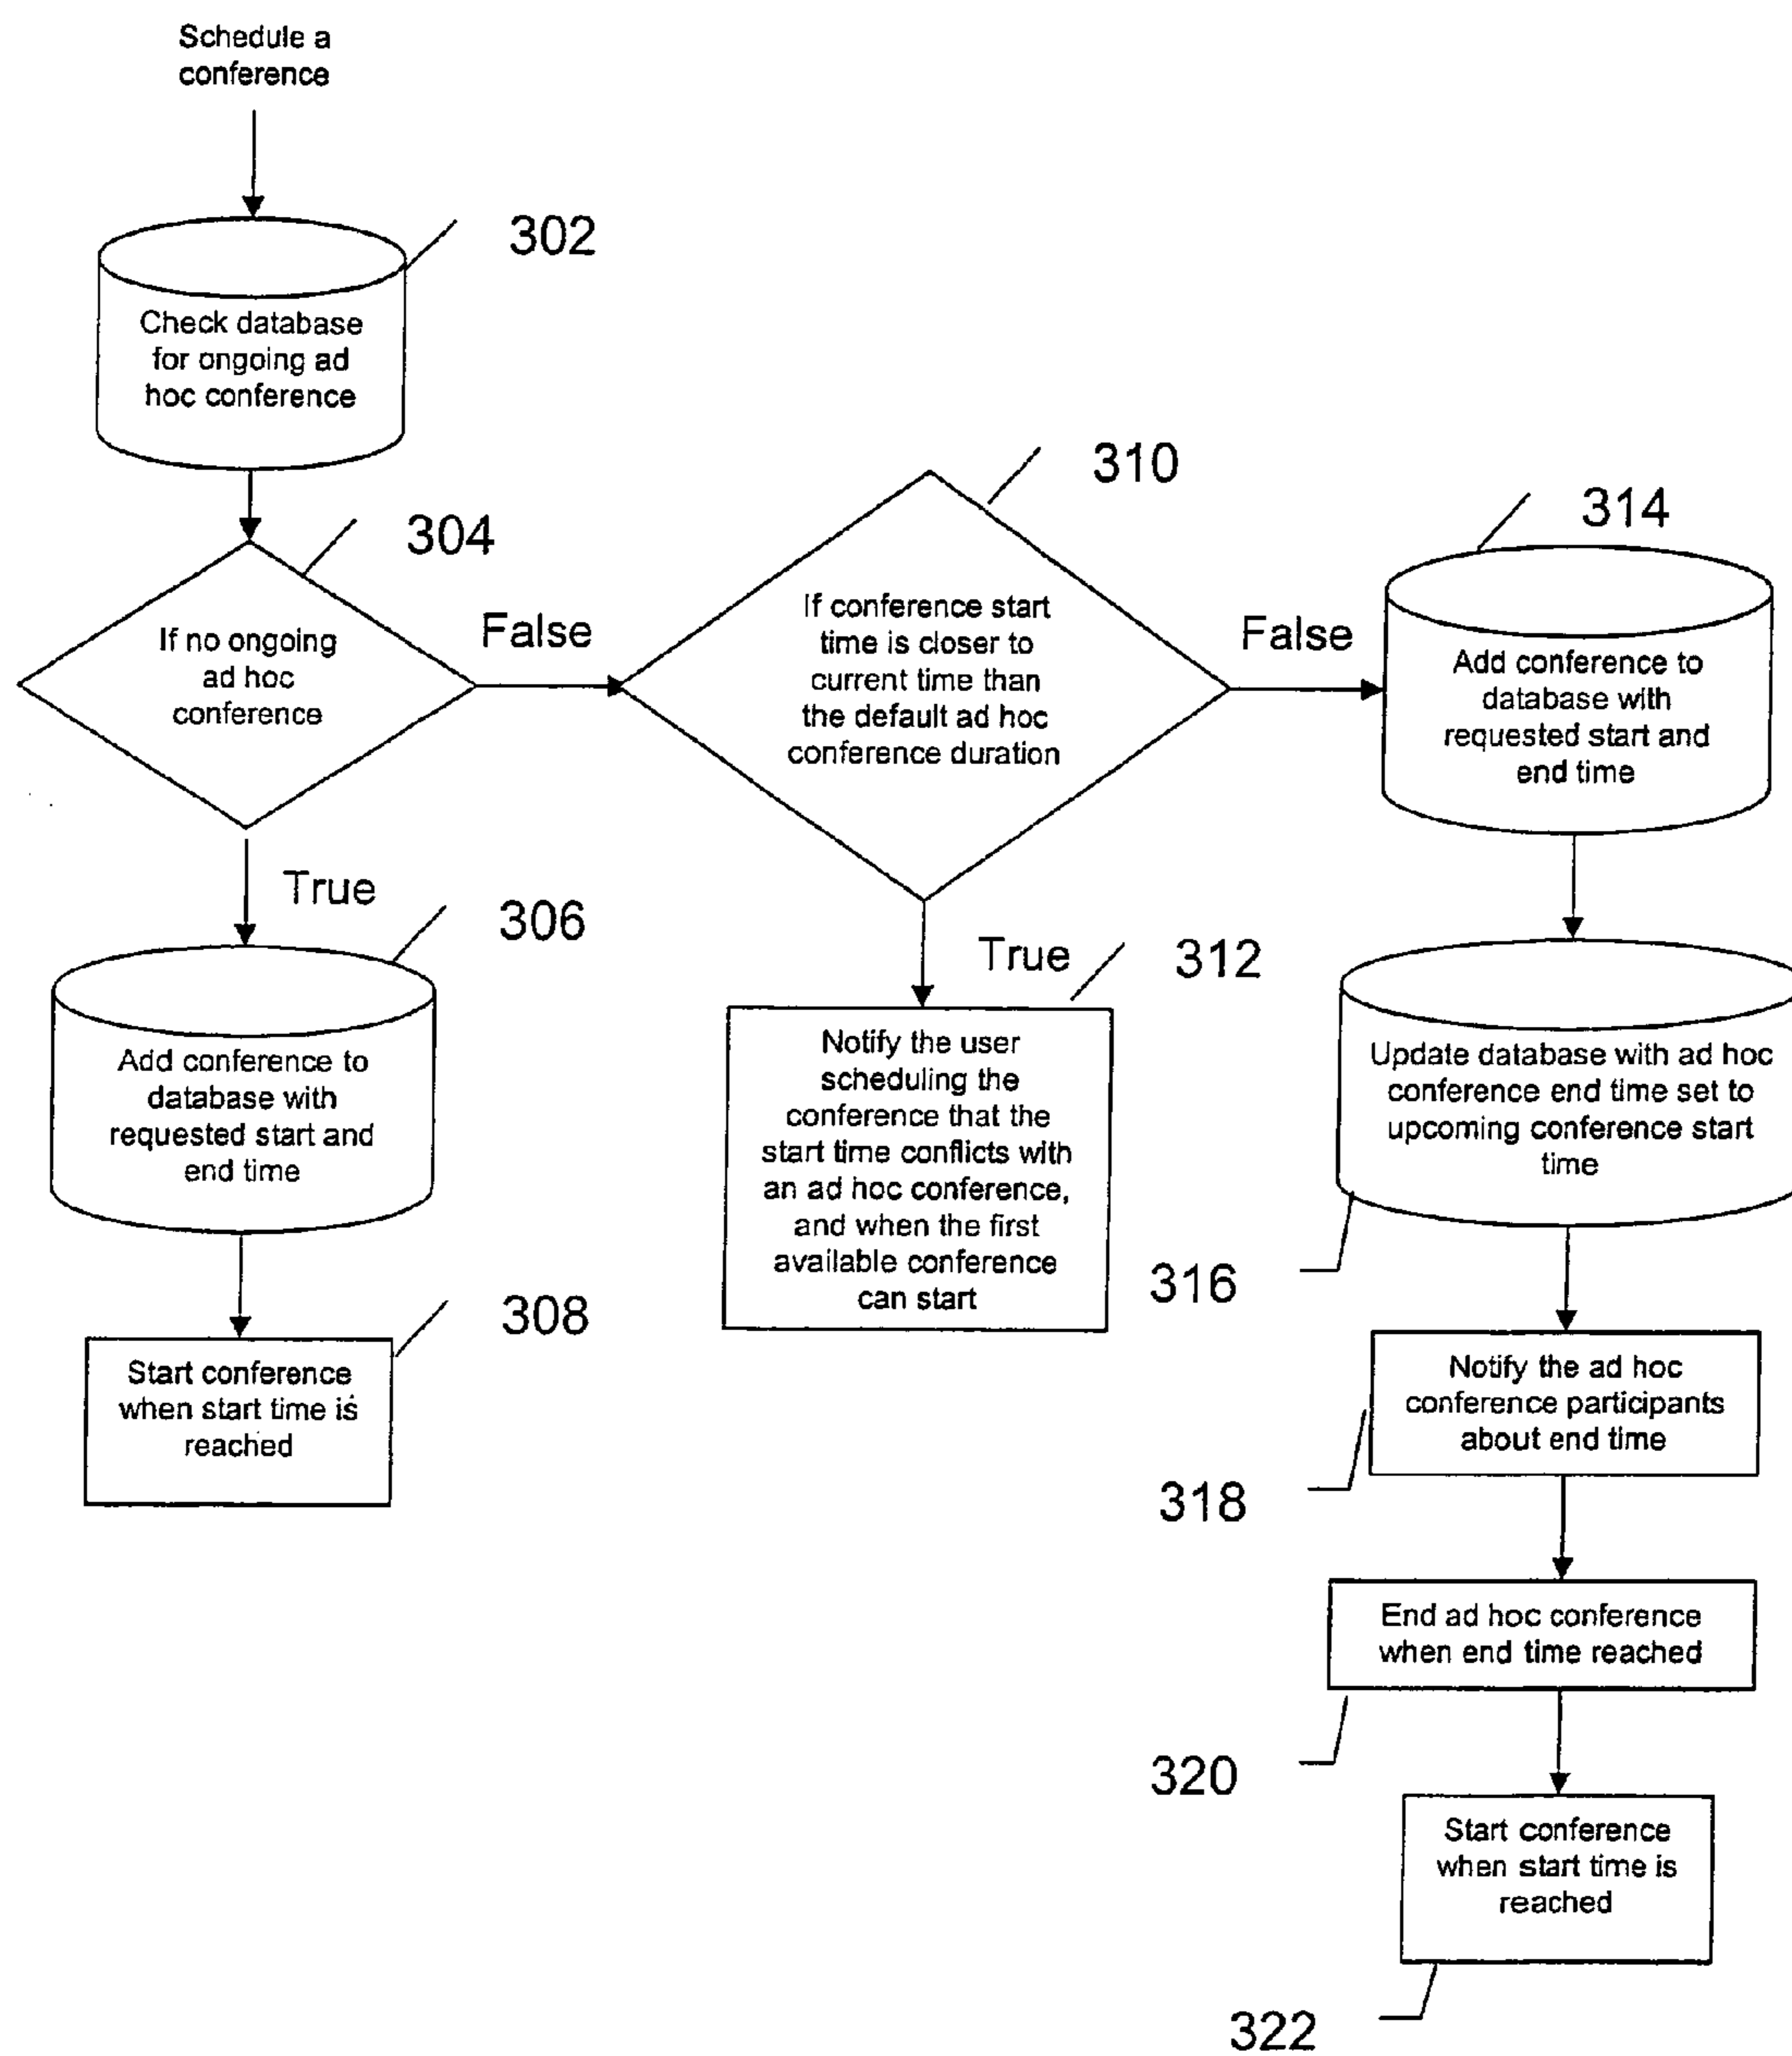 Schedule a
conference
302
Check database
for ongoing ad
hoc conference
304
If no ongoing
ad hoc
conference
False
True
306
Add conference to
database with
requested start and
end time
308
Start conference
when start time is
reached
310
If conference start
time is closer to
current time than
the default ad hoc
conference duration
False
True
312
Notify the user
scheduling the
conference that the
start time conflicts with
an ad hoc conference,
and when the first
available conference
can start
314
Add conference to
database with
requested start and
end time
Update database with ad hoc
conference end time set to
upcoming conference start
time
316
Notify the ad hoc
conference participants
about end time
318
End ad hoc conference
when end time reached
320
Start conference
when start time is
reached
322